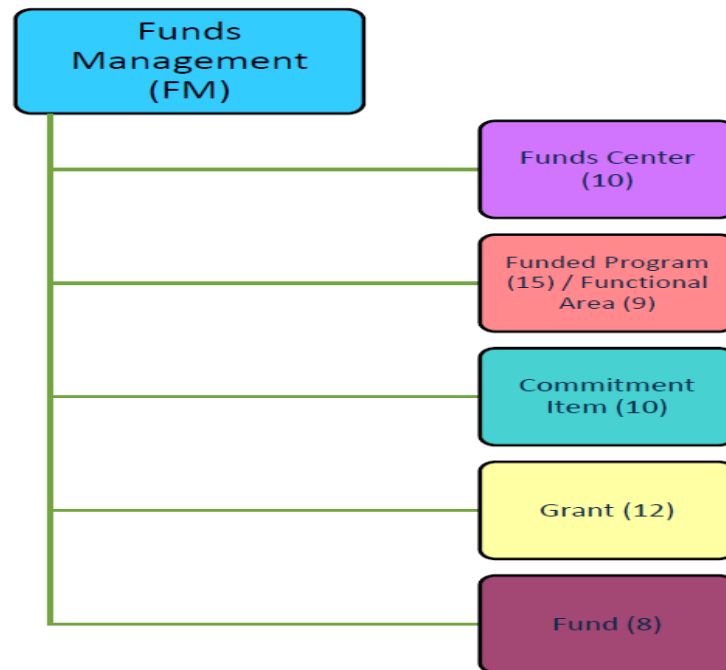 Funds
Management
(FM)
Funds Center
(10)
Funded Program
(15) / Functional
Area (9)
Commitment
Item (10)
Grant (12)
Fund (8)